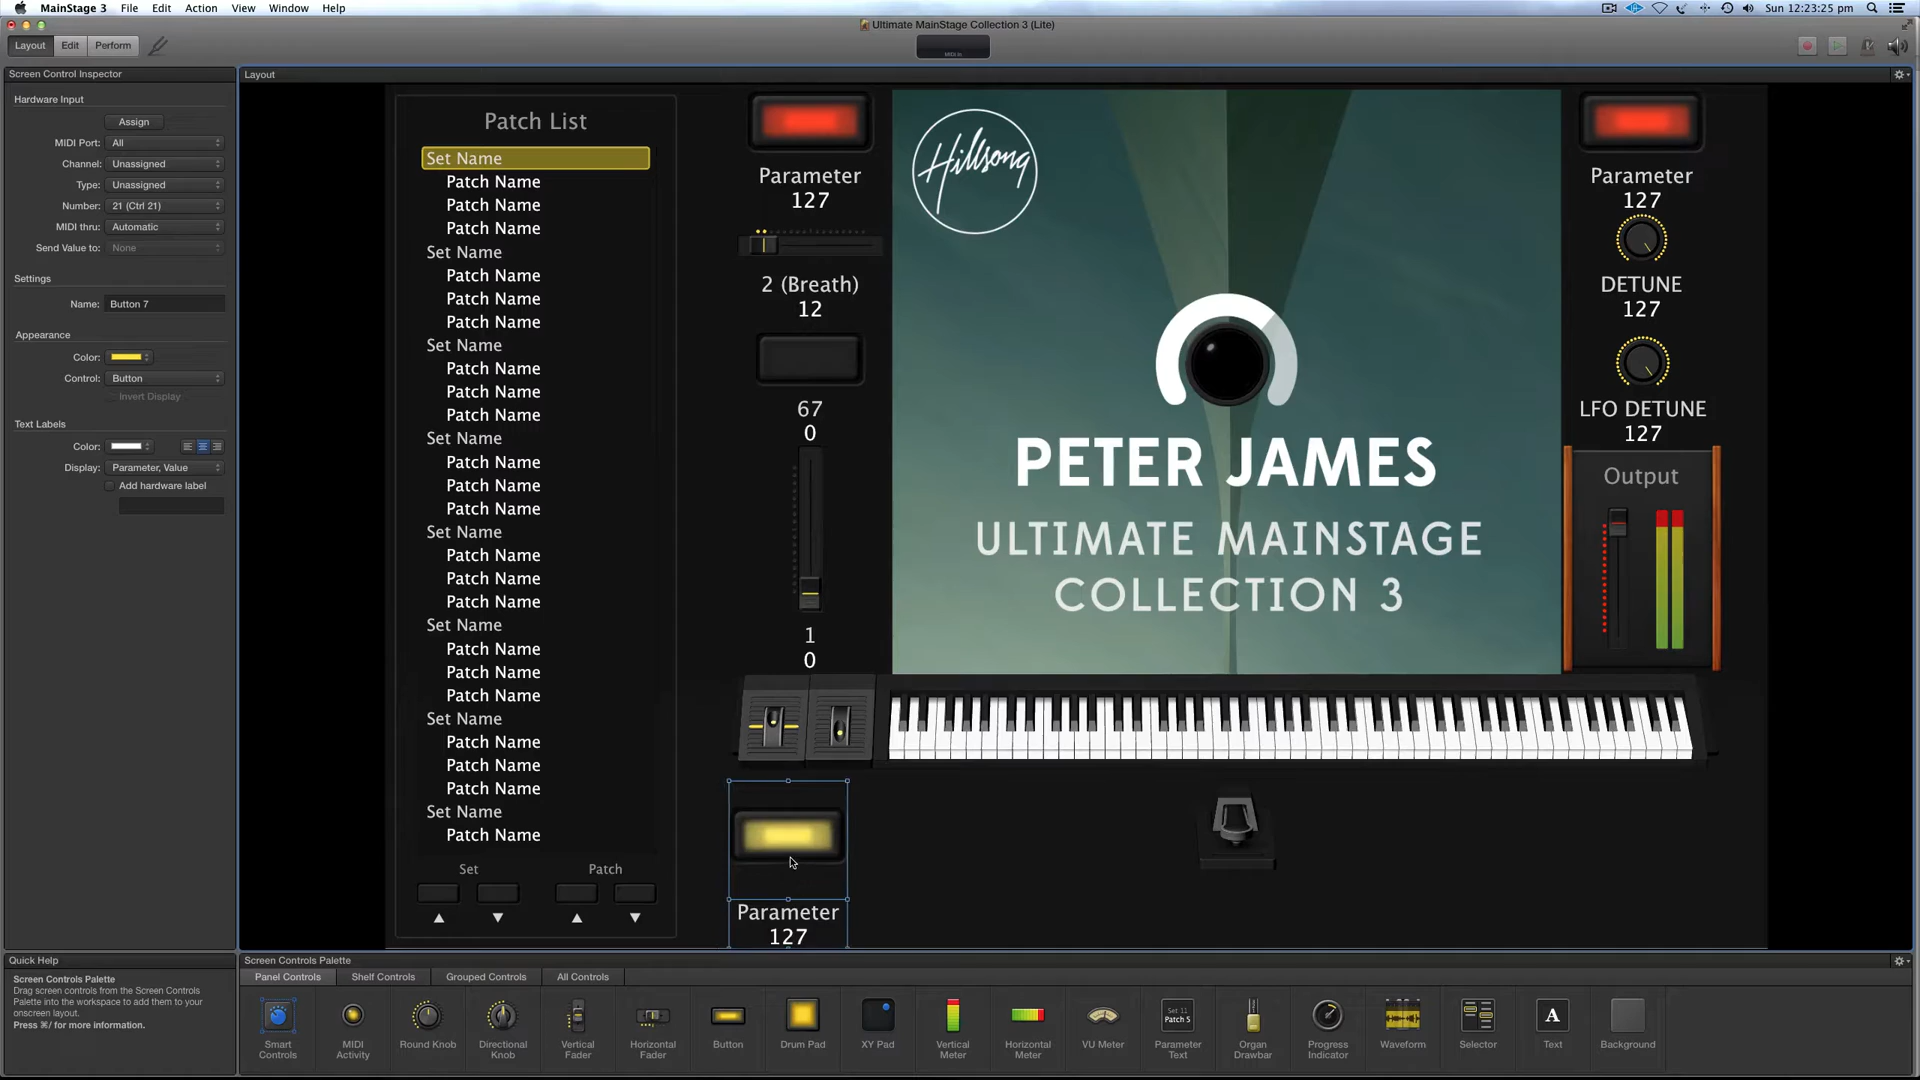 MainStage 3 File Edit Action View Window Help
Sun 12:23:25 pm
Ultimate MainStage Collection 3 (Lite)
Layout Edit Perform
MIDI In
Screen Control Inspector
Hardware Input
Assign
MIDI Port: All
Channel: Unassigned
Type: Unassigned
Number: 21 (Ctrl 21)
MIDI thru: Automatic
Send Value to: None
Settings
Name: Button 7
Appearance
Color:
Control: Button
Invert Display
Text Labels
Color:
Display: Parameter, Value
Add hardware label
Quick Help
Screen Controls Palette
Drag screen controls from the Screen Controls
Palette into the workspace to add them to your
onscreen layout.
Press ⌘/ for more information.
Layout
Patch List
Set Name
Patch Name
Patch Name
Patch Name
Set Name
Patch Name
Patch Name
Patch Name
Set Name
Patch Name
Patch Name
Patch Name
Set Name
Patch Name
Patch Name
Patch Name
Set Name
Patch Name
Patch Name
Patch Name
Set Name
Patch Name
Patch Name
Patch Name
Set Name
Patch Name
Patch Name
Patch Name
Set Name
Patch Name
Set Patch
Parameter
127
2 (Breath)
12
67
0
1
0
Parameter
127
Hillsong
PETER JAMES
ULTIMATE MAINSTAGE
COLLECTION 3
Parameter
127
DETUNE
127
LFO DETUNE
127
Output
Screen Controls Palette
Panel Controls Shelf Controls Grouped Controls All Controls
Smart Controls
MIDI Activity
Round Knob
Directional Knob
Vertical Fader
Horizontal Fader
Button
Drum Pad
XY Pad
Vertical Meter
Horizontal Meter
VU Meter
Set 11
Patch 5
Parameter Text
Organ Drawbar
Progress Indicator
Waveform
Selector
A
Text
Background